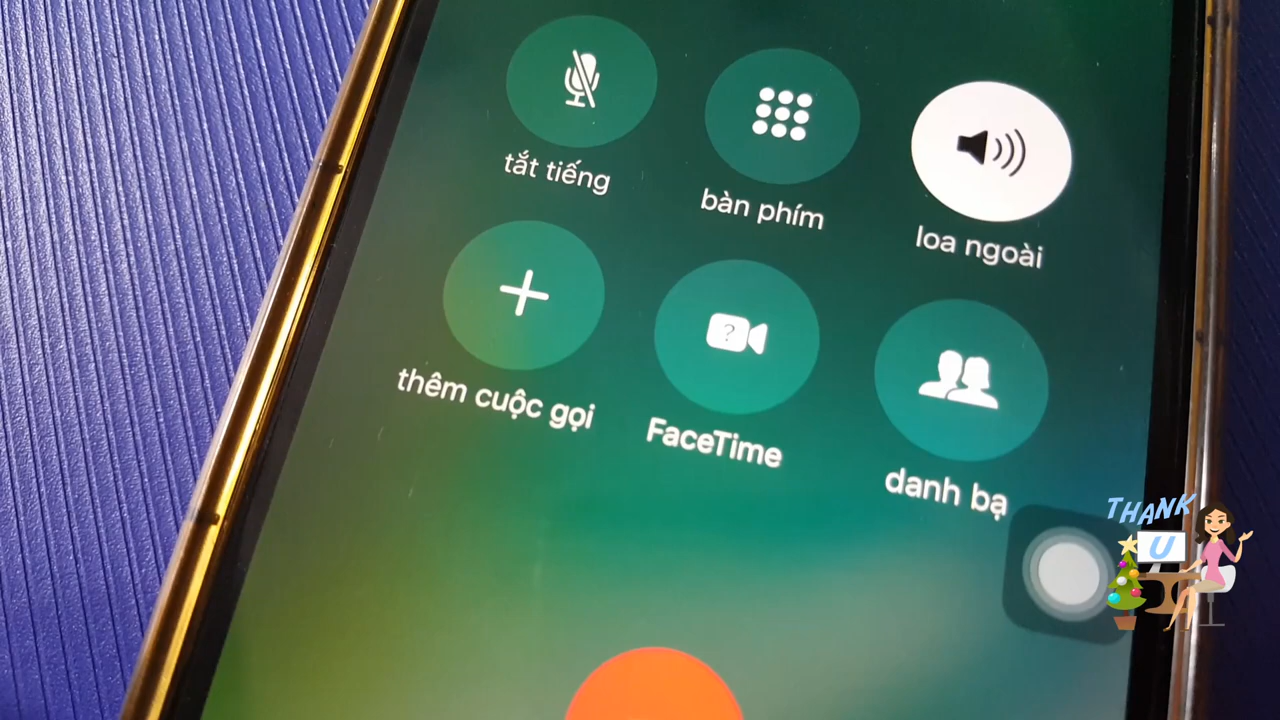 tắt tiếng
bàn phím
loa ngoài
thêm cuộc gọi
FaceTime
danh bạ
THANK
U